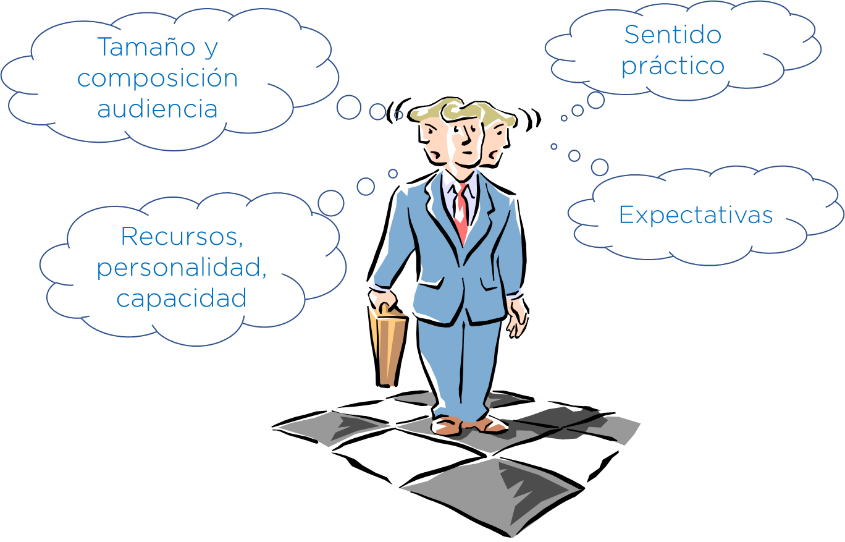 Tamaño y
composición
audiencia
Sentido
práctico
Recursos,
personalidad,
capacidad
Expectativas